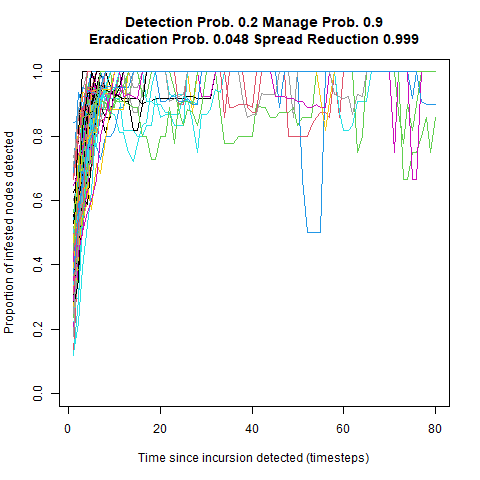 Detection Prob. 0.2 Manage Prob. 0.9
Eradication Prob. 0.048 Spread Reduction 0.999
Proportion of infested nodes detected
1.0
0.8
0.6
0.4
0.2
0.0
0 20 40 60 80
Time since incursion detected (timesteps)